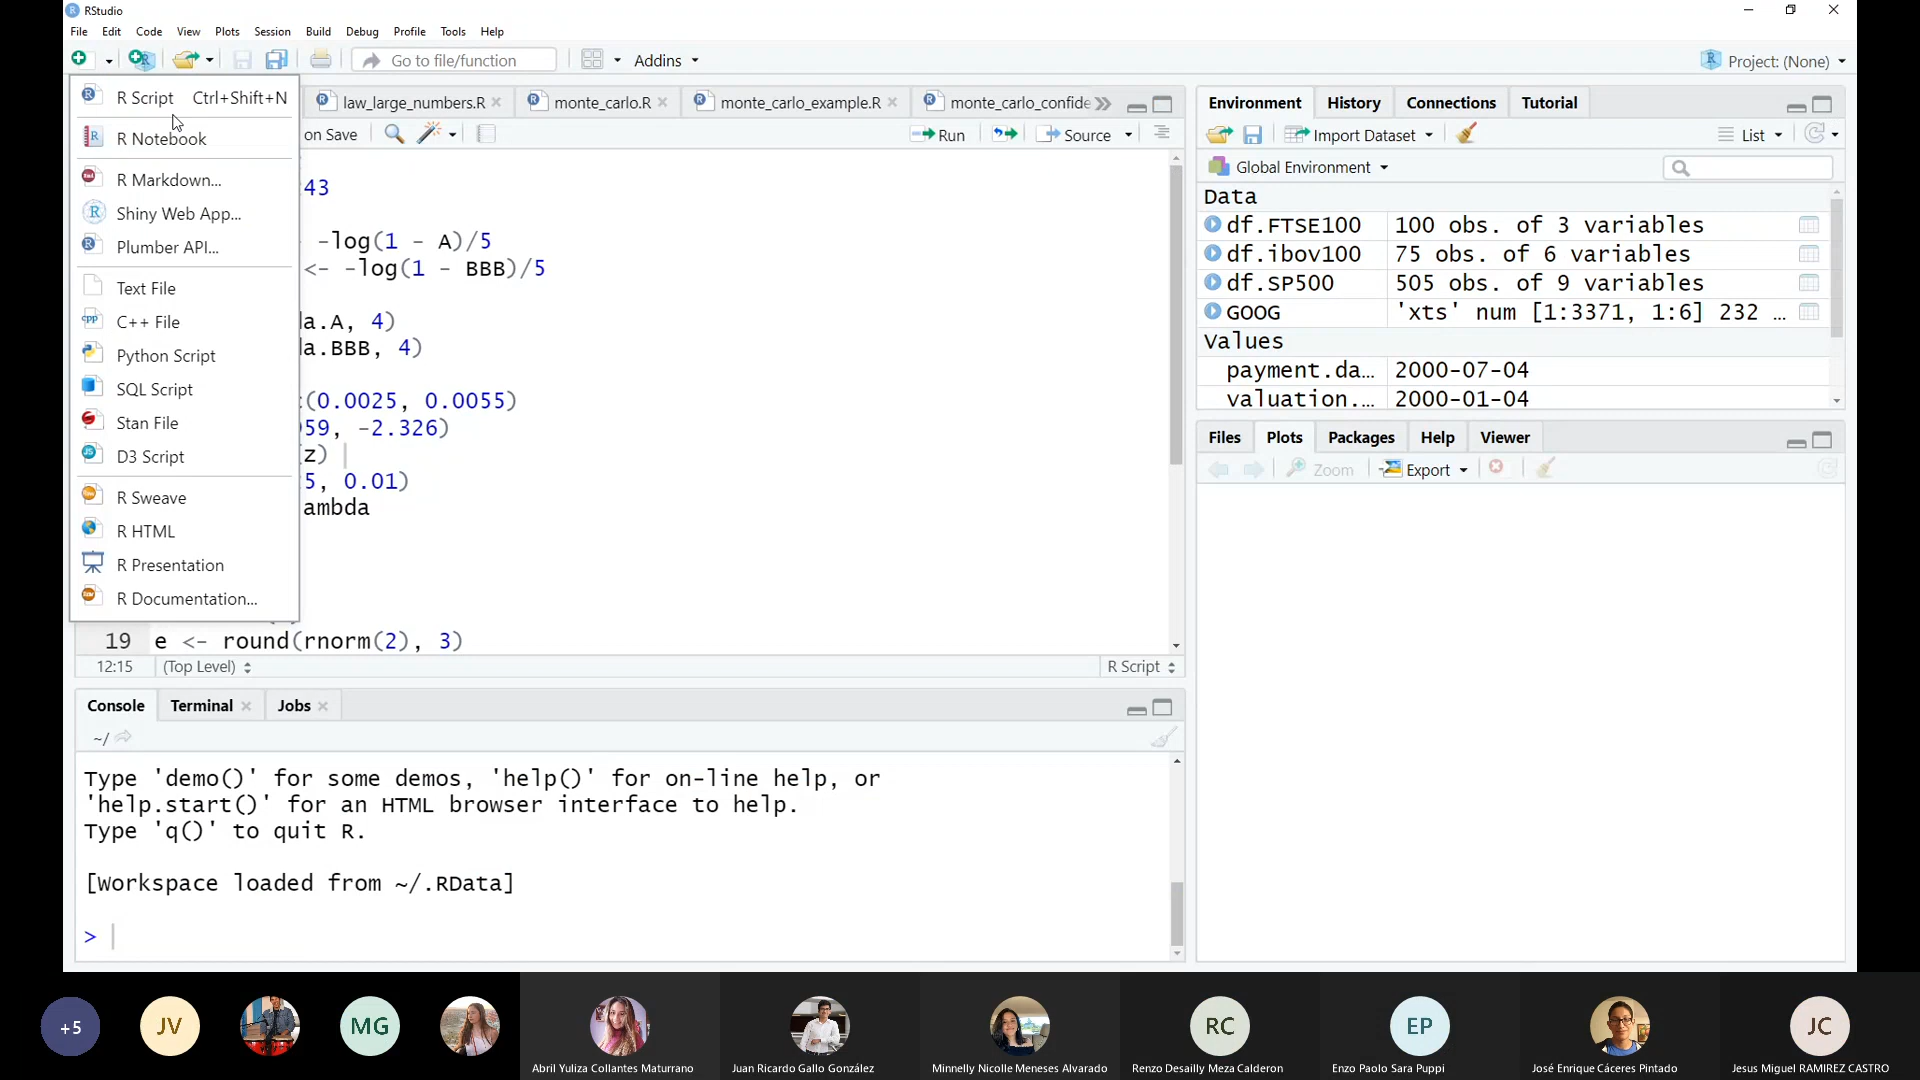 RStudio
File Edit Code View Plots Session Build Debug Profile Tools Help
Go to file/function Addins Project: (None)
R Script Ctrl+Shift+N
R Notebook
R Markdown...
Shiny Web App...
Plumber API...
Text File
C++ File
Python Script
SQL Script
Stan File
D3 Script
R Sweave
R HTML
R Presentation
R Documentation...
law_large_numbers.R monte_carlo.R monte_carlo_example.R monte_carlo_confide
on Save Run Source
43
-log(1 - A)/5
<- -log(1 - BBB)/5
a.A, 4)
a.BBB, 4)
(0.0025, 0.0055)
59, -2.326)
(z)
5, 0.01)
ambda
19 e <- round(rnorm(2), 3)
12:15 (Top Level) R Script
Console Terminal Jobs
~/
Type 'demo()' for some demos, 'help()' for on-line help, or
'help.start()' for an HTML browser interface to help.
Type 'q()' to quit R.
[Workspace loaded from ~/.RData]
>
Environment History Connections Tutorial
Import Dataset List
Global Environment
Data
df.FTSE100 100 obs. of 3 variables
df.ibov100 75 obs. of 6 variables
df.SP500 505 obs. of 9 variables
GOOG 'xts' num [1:3371, 1:6] 232 ...
Values
payment.da... 2000-07-04
valuation.... 2000-01-04
Files Plots Packages Help Viewer
Zoom Export
+5 JV MG RC EP JC
Abril Yuliza Collantes Maturrano Juan Ricardo Gallo González Minnelly Nicolle Meneses Alvarado Renzo Desailly Meza Calderon Enzo Paolo Sara Puppi José Enrique Cáceres Pintado Jesus Miguel RAMIREZ CASTRO